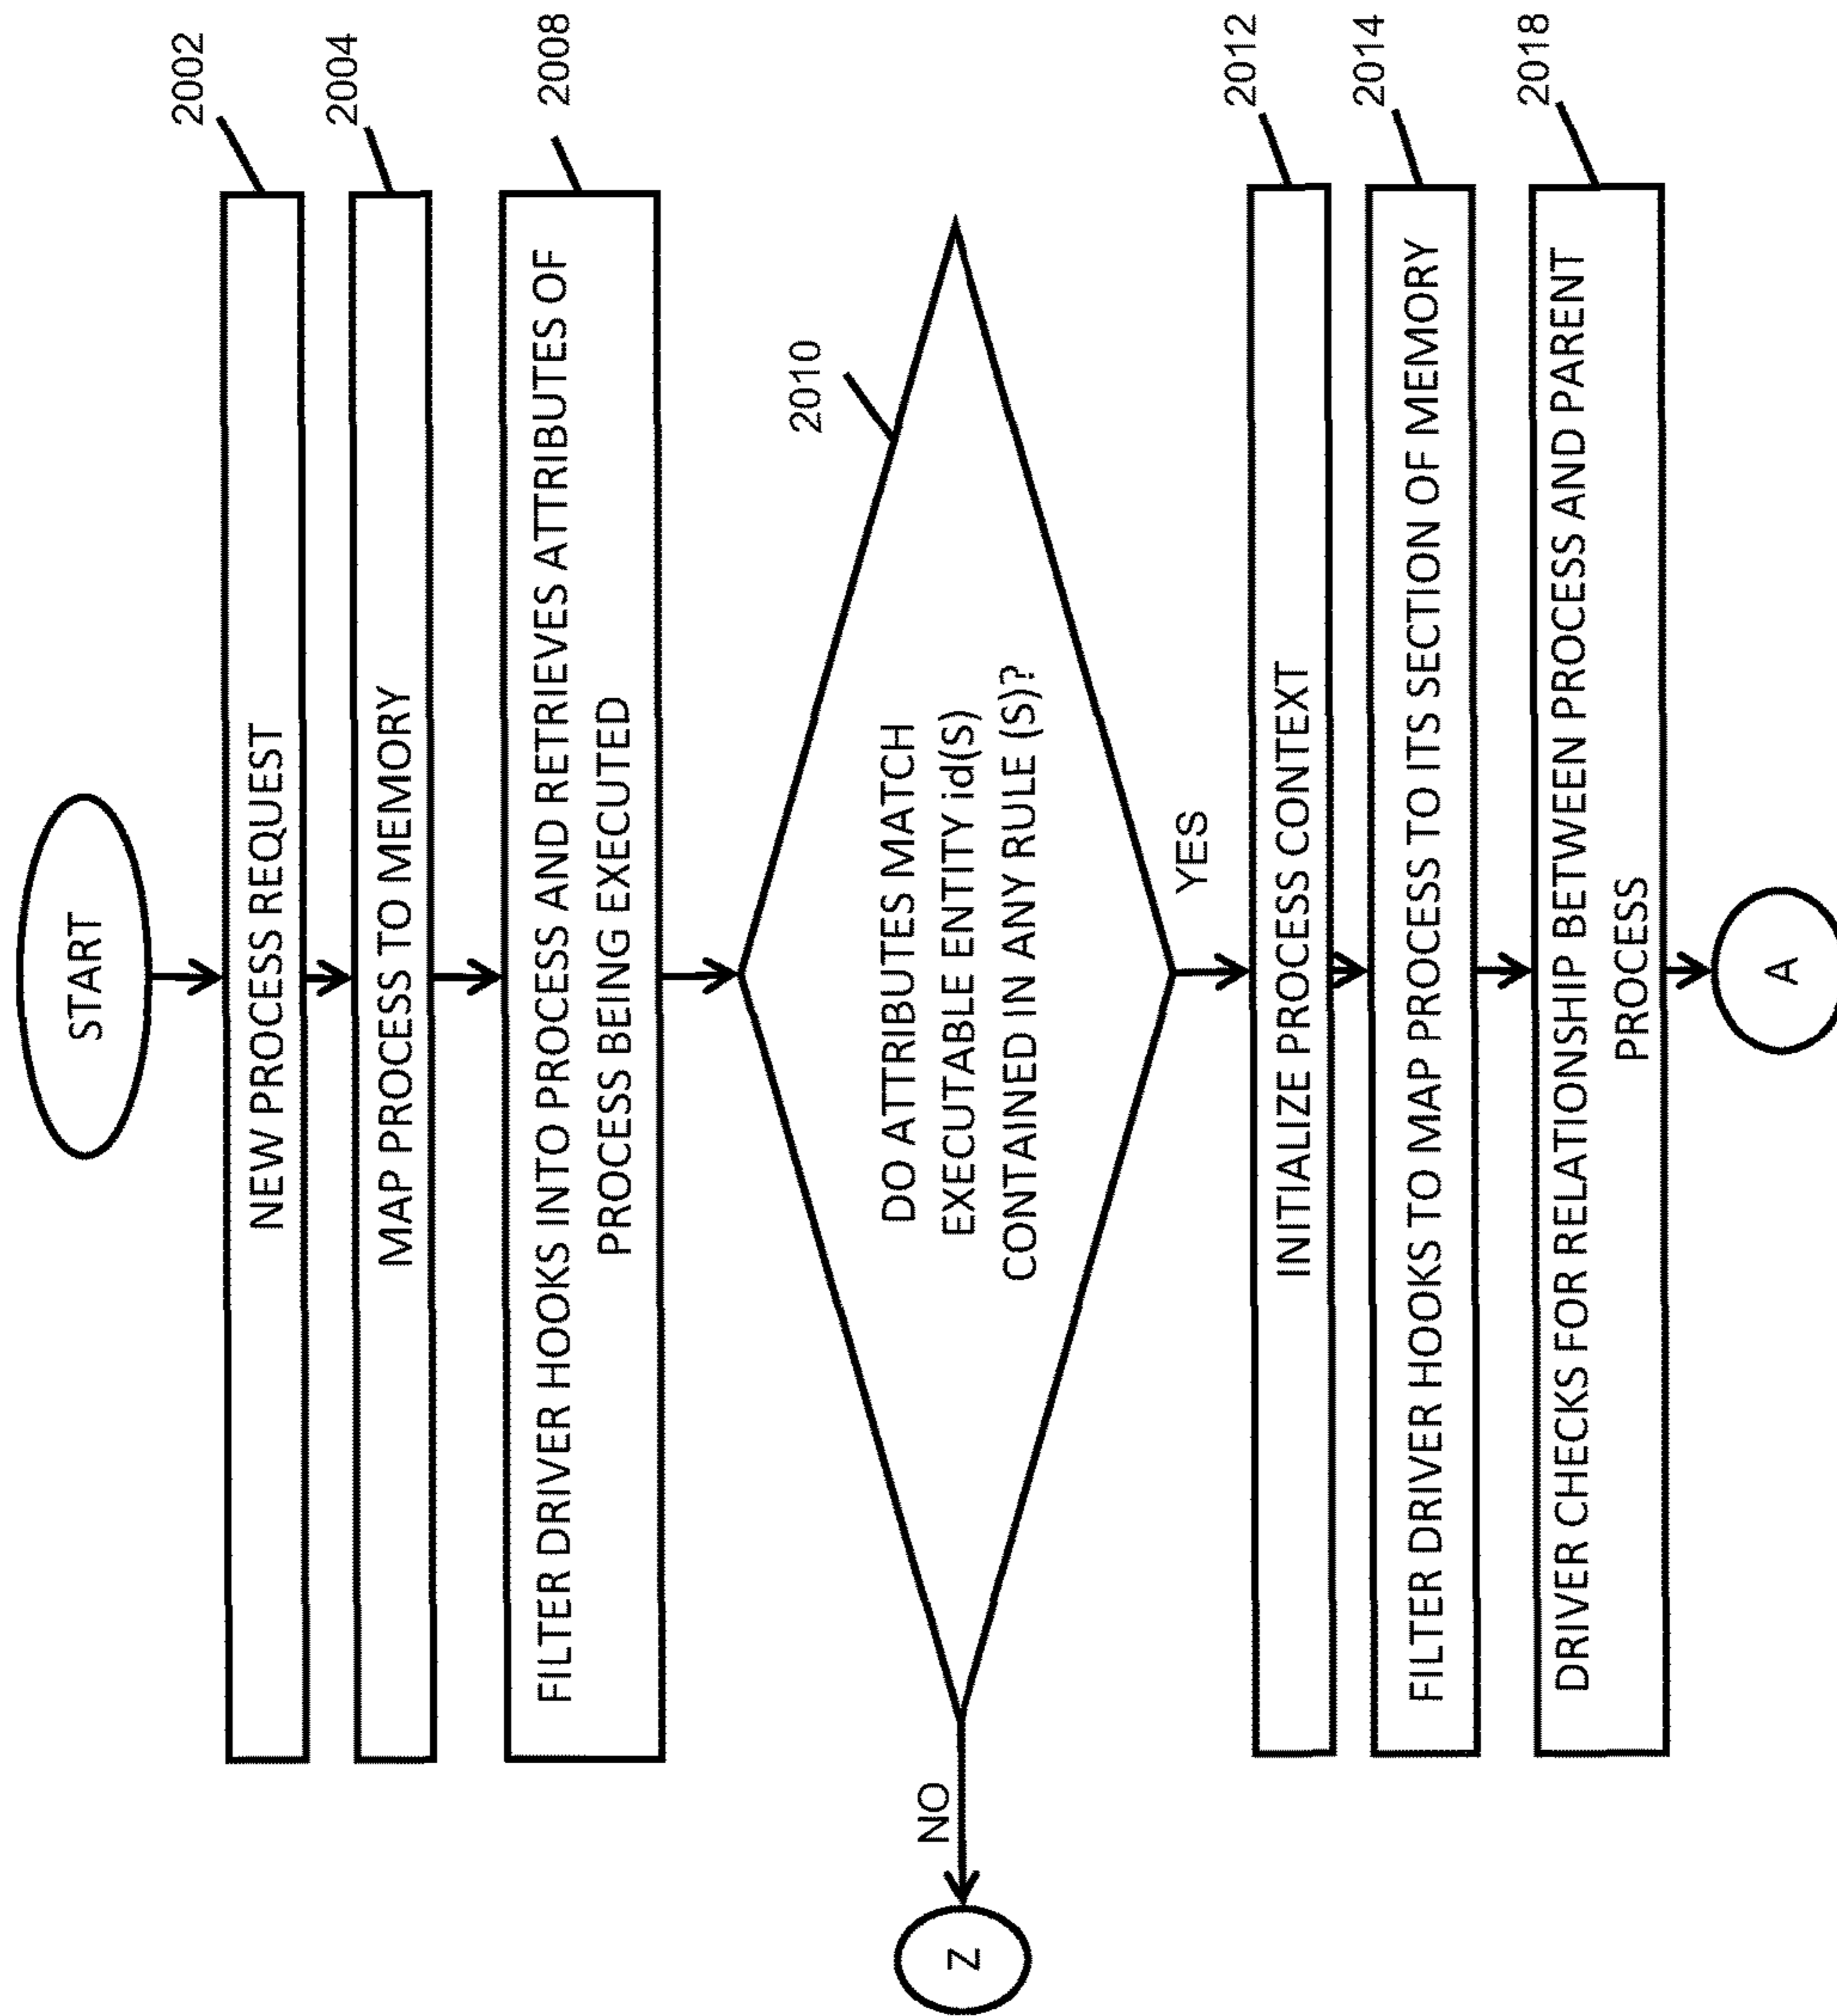 START
2002
NEW PROCESS REQUEST
2004
MAP PROCESS TO MEMORY
2008
FILTER DRIVER HOOKS INTO PROCESS AND RETRIEVES ATTRIBUTES OF
PROCESS BEING EXECUTED
2010
DO ATTRIBUTES MATCH
EXECUTABLE ENTITY id(S)
CONTAINED IN ANY RULE (S)?
NO
Z
YES
2012
INITIALIZE PROCESS CONTEXT
2014
FILTER DRIVER HOOKS TO MAP PROCESS TO ITS SECTION OF MEMORY
2018
DRIVER CHECKS FOR RELATIONSHIP BETWEEN PROCESS AND PARENT
PROCESS
A